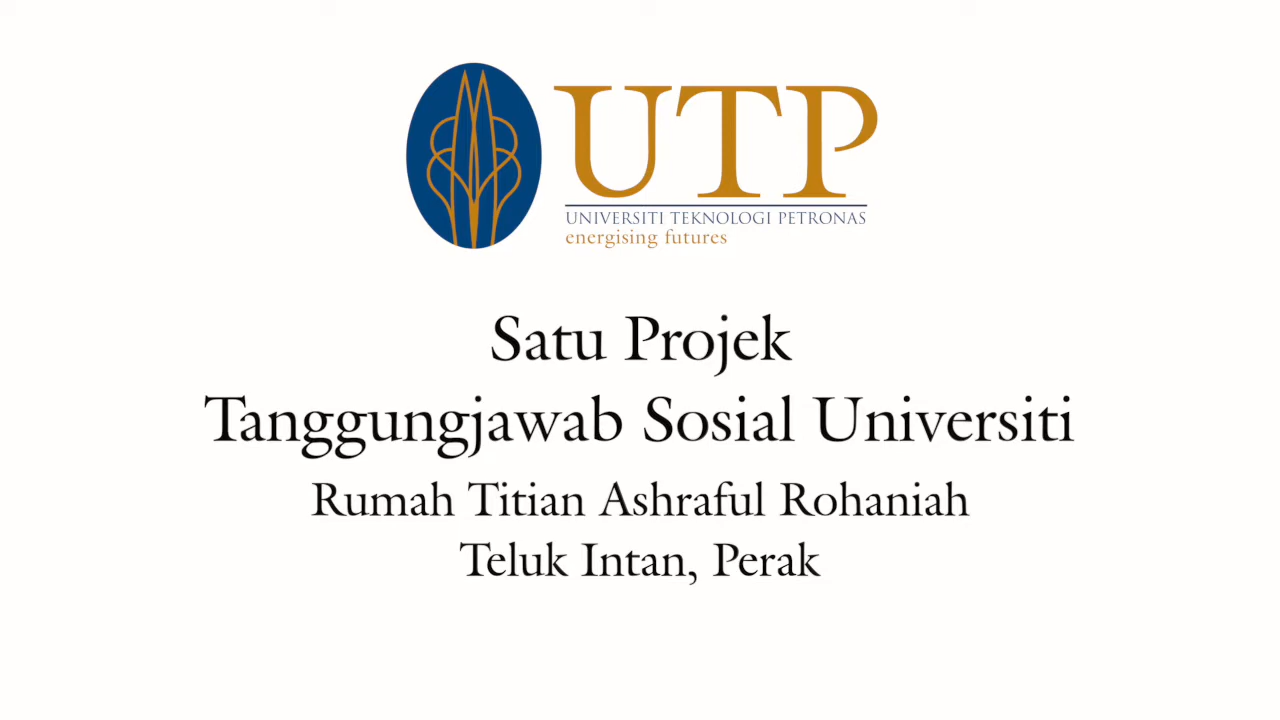 UTP
UNIVERSITI TEKNOLOGI PETRONAS
energising futures
Satu Projek
Tanggungjawab Sosial Universiti
Rumah Titian Ashraful Rohaniah
Teluk Intan, Perak